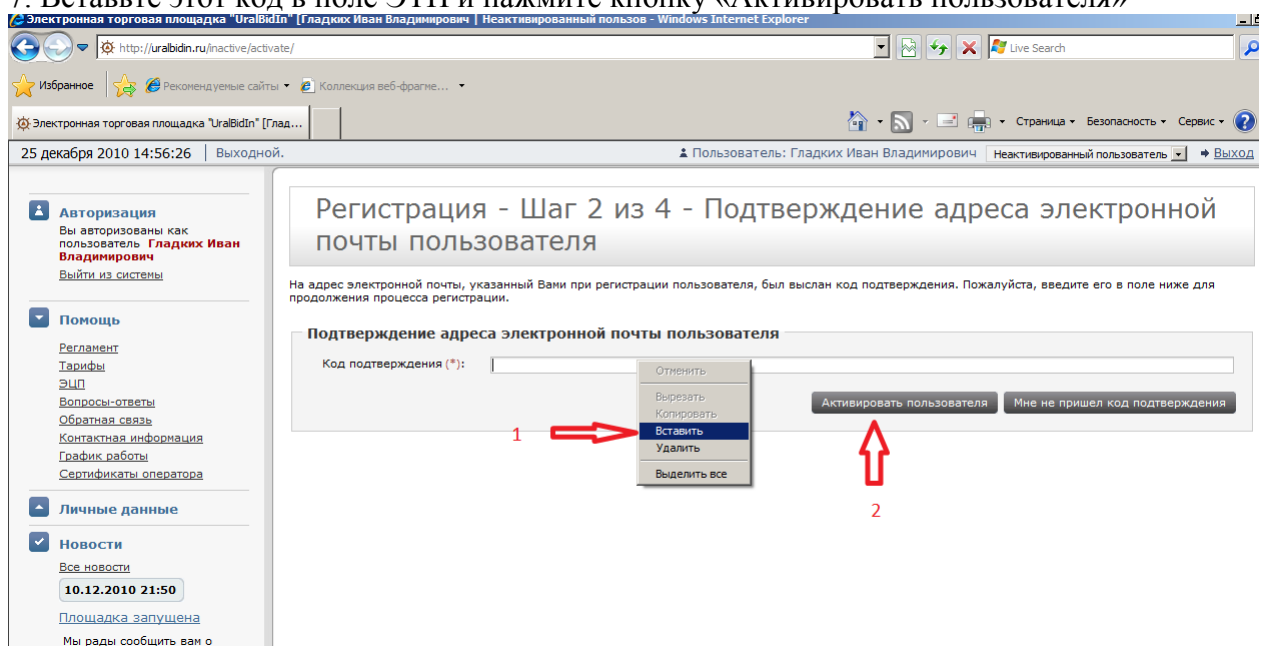 7. Вставьте этот код в поле ЭТП и нажмите кнопку «Активировать пользователя»
Электронная торговая площадка "UralBidIn" [Гладких Иван Владимирович | Неактивированный пользов - Windows Internet Explorer
http://uralbidin.ru/inactive/activate/
Live Search
Избранное
Рекомендуемые сайты
Коллекция веб-фрагме...
Электронная торговая площадка "UralBidIn" [Глад...
Страница
Безопасность
Сервис
25 декабря 2010 14:56:26 | Выходной.
Пользователь: Гладких Иван Владимирович
Неактивированный пользователь
Выход
Авторизация
Вы авторизованы как
пользователь Гладких Иван
Владимирович
Выйти из системы
Помощь
Регламент
Тарифы
ЭЦП
Вопросы-ответы
Обратная связь
Контактная информация
График работы
Сертификаты оператора
Личные данные
Новости
Все новости
10.12.2010 21:50
Площадка запущена
Мы рады сообщить вам о
Регистрация - Шаг 2 из 4 - Подтверждение адреса электронной
почты пользователя
На адрес электронной почты, указанный Вами при регистрации пользователя, был выслан код подтверждения. Пожалуйста, введите его в поле ниже для
продолжения процесса регистрации.
Подтверждение адреса электронной почты пользователя
Код подтверждения (*):
Отменить
Вырезать
Копировать
Вставить
Удалить
Выделить все
Активировать пользователя
Мне не пришел код подтверждения
1
2